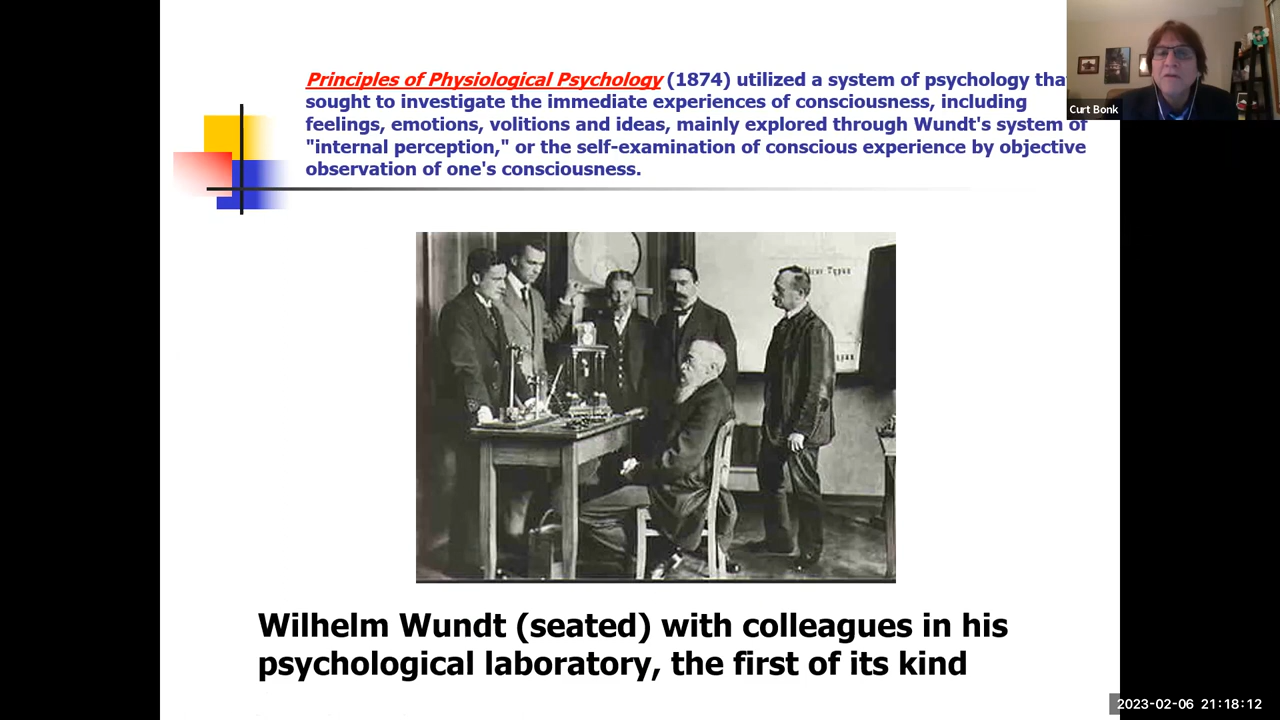 Principles of Physiological Psychology (1874) utilized a system of psychology
sought to investigate the immediate experiences of consciousness, including
feelings, emotions, volitions and ideas, mainly explored through Wundt's system of
"internal perception," or the self-examination of conscious experience by objective
observation of one's consciousness.
Curt Bonk
Wilhelm Wundt (seated) with colleagues in his
psychological laboratory, the first of its kind
2023-02-06 21:18:12